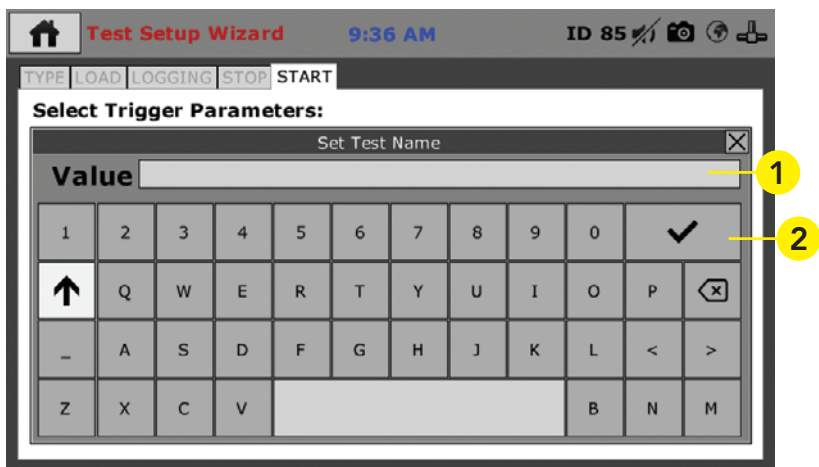 Test Setup Wizard 9:36 AM ID 85
TYPE LOAD LOGGING STOP START
Select Trigger Parameters:
Set Test Name
Value 1
1 2 3 4 5 6 7 8 9 0 2
Q W E R T Y U I O P
_ A S D F G H J K L < >
Z X C V B N M